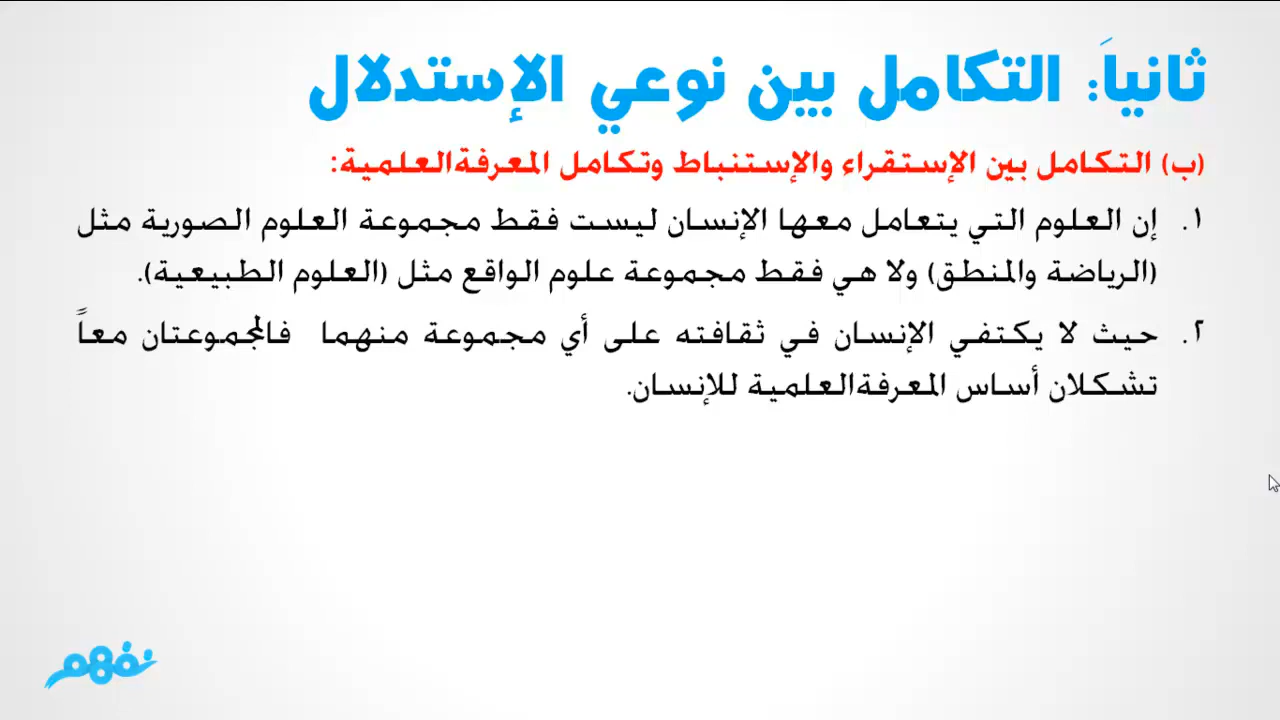 ثانياً: التكامل بين نوعي الإستدلال
(ب) التكامل بين الإستقراء والإستنباط وتكامل المعرفةالعلمية:
١. إن العلوم التي يتعامل معها الإنسان ليست فقط مجموعة العلوم الصورية مثل
(الرياضة والمنطق) ولا هي فقط مجموعة علوم الواقع مثل (العلوم الطبيعية).
٢. حيث لا يكتفي الإنسان في ثقافته على أي مجموعة منهما فالمجموعتان معاً
تشكلان أساس المعرفةالعلمية للإنسان.
نفهم